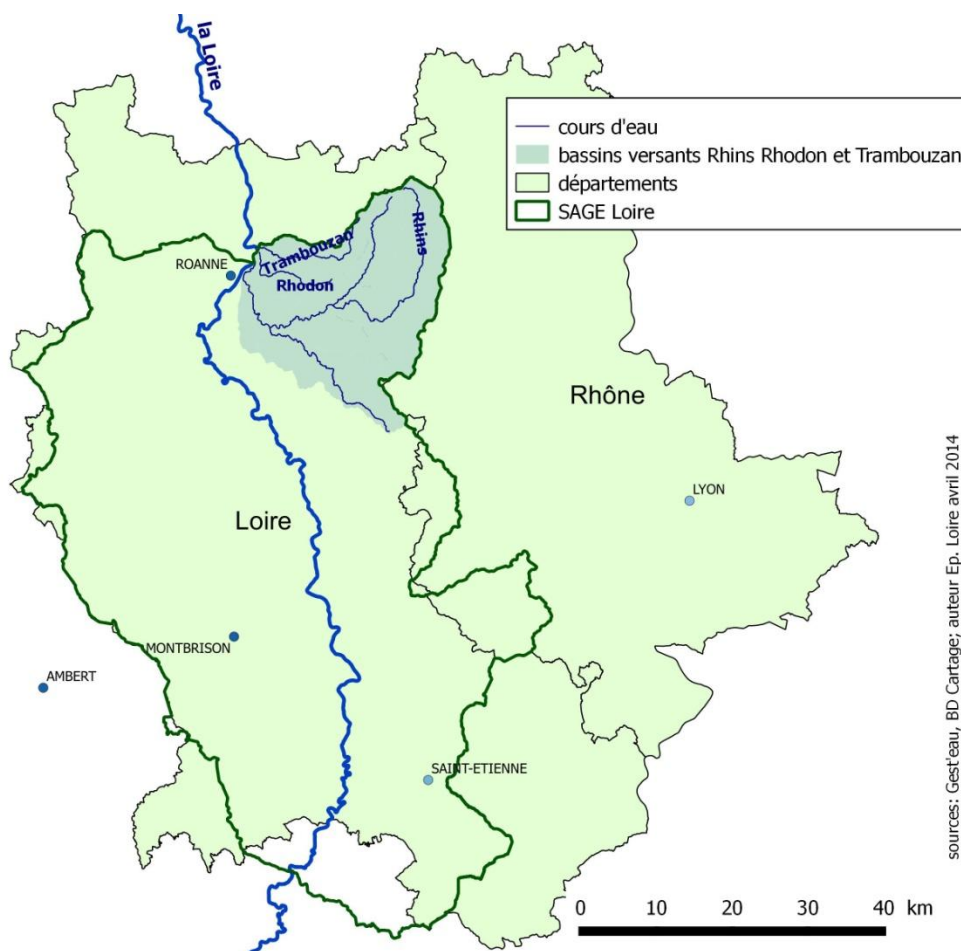 la Loire
cours d'eau
bassins versants Rhins Rhodon et Trambouzan
départements
SAGE Loire
Trambouzan
Rhins
ROANNE
Rhodon
Rhône
LYON
Loire
MONTBRISON
AMBERT
SAINT-ETIENNE
sources: Gest'eau, BD Cartage; auteur Ep. Loire avril 2014
0 10 20 30 40 km